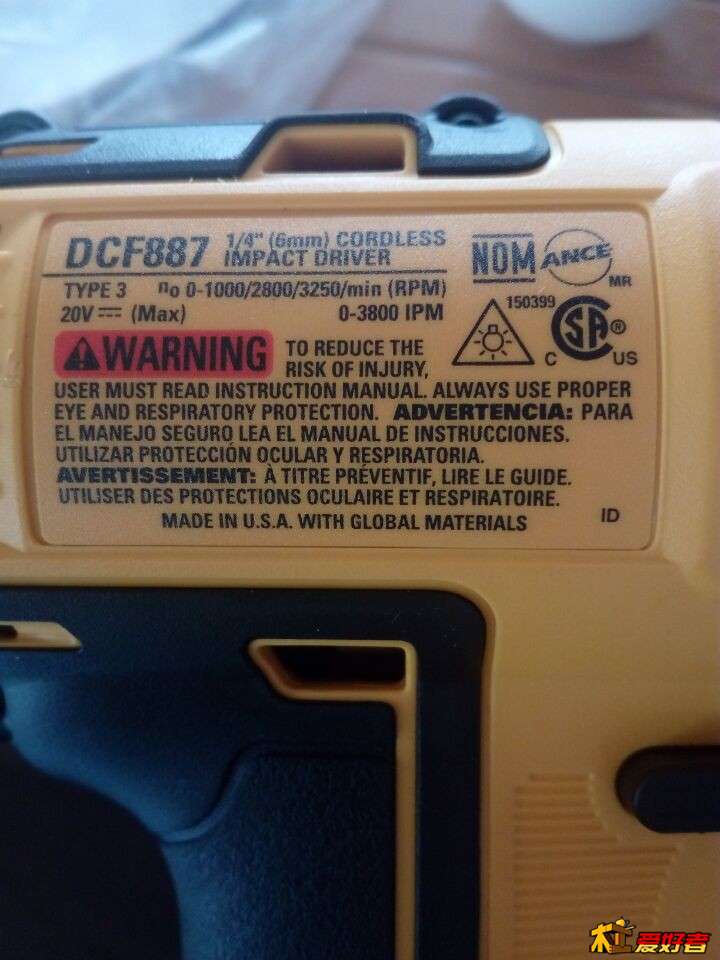 DCF887 1/4" (6mm) CORDLESS
IMPACT DRIVER
NOM ANCE
MR
TYPE 3 no 0-1000/2800/3250/min (RPM)
20V ⎓ (Max) 0-3800 IPM
150399
C SA ® US
WARNING TO REDUCE THE
RISK OF INJURY,
USER MUST READ INSTRUCTION MANUAL. ALWAYS USE PROPER
EYE AND RESPIRATORY PROTECTION. ADVERTENCIA: PARA
EL MANEJO SEGURO LEA EL MANUAL DE INSTRUCCIONES.
UTILIZAR PROTECCIÓN OCULAR Y RESPIRATORIA.
AVERTISSEMENT: À TITRE PRÉVENTIF, LIRE LE GUIDE.
UTILISER DES PROTECTIONS OCULAIRE ET RESPIRATOIRE.
MADE IN U.S.A. WITH GLOBAL MATERIALS
ID
爱好者